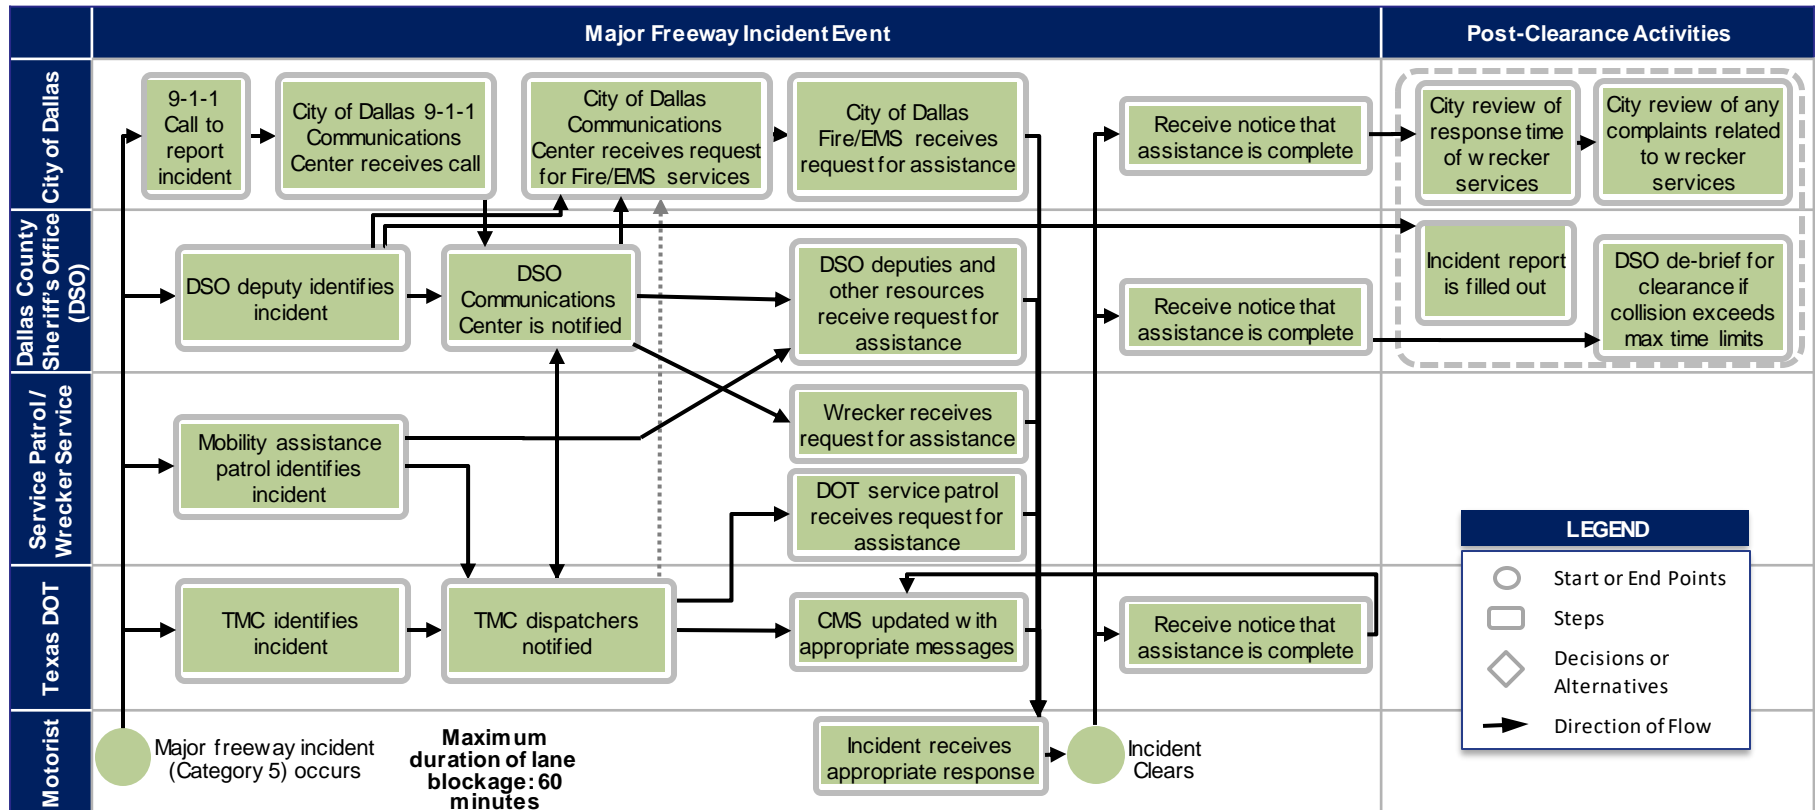 Major Freeway Incident Event
Post-Clearance Activities
City of Dallas
9-1-1
Call to
report
incident
City of Dallas 9-1-1
Communications
Center receives call
City of Dallas
Communications
Center receives request
for Fire/EMS services
City of Dallas
Fire/EMS receives
request for assistance
Receive notice that
assistance is complete
City review of
response time
of wrecker
services
City review of any
complaints related
to wrecker
services
Dallas County
Sheriff's Office
(DSO)
DSO deputy identifies
incident
DSO
Communications
Center is notified
DSO deputies and
other resources
receive request for
assistance
Receive notice that
assistance is complete
Incident report
is filled out
DSO de-brief for
clearance if
collision exceeds
max time limits
Service Patrol /
Wrecker Service
Mobility assistance
patrol identifies
incident
Wrecker receives
request for assistance
DOT service patrol
receives request for
assistance
Texas DOT
TMC identifies
incident
TMC dispatchers
notified
CMS updated with
appropriate messages
Receive notice that
assistance is complete
Motorist
Major freeway incident
(Category 5) occurs
Maximum
duration of lane
blockage: 60
minutes
Incident receives
appropriate response
Incident
Clears
LEGEND
Start or End Points
Steps
Decisions or
Alternatives
Direction of Flow